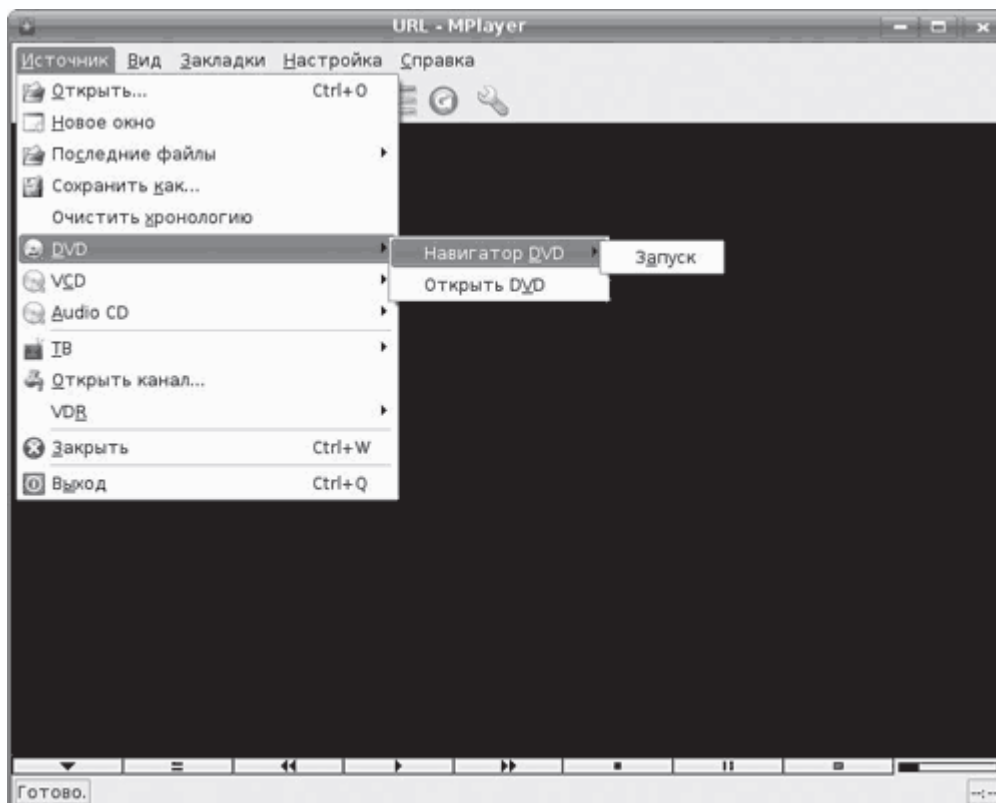 URL - MPlayer
Источник Вид Закладки Настройка Справка
Открыть... Ctrl+O
Новое окно
Последние файлы
Сохранить как...
Очистить хронологию
DVD Навигатор DVD Запуск
Открыть DVD
VCD
Audio CD
ТВ
Открыть канал...
VDR
Закрыть Ctrl+W
Выход Ctrl+Q
Готово. --:--